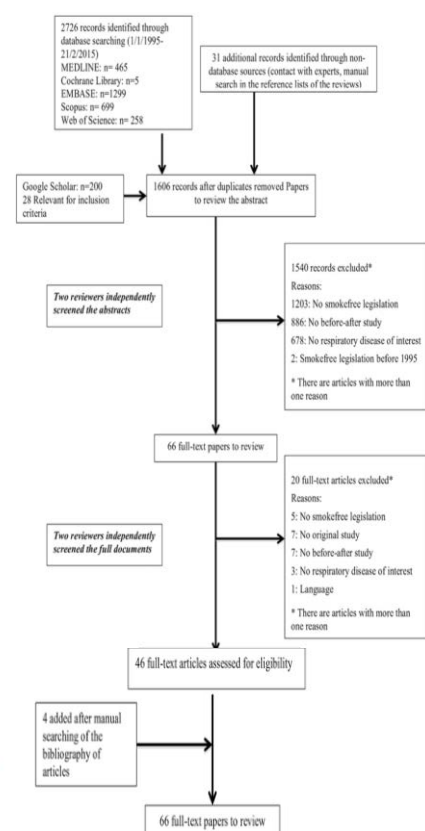 2726 records identified through
database searching (1/1/1995-
21/2/2015)
MEDLINE: n= 465
Cochrane Library: n=5
EMBASE: n=1299
Scopus: n= 699
Web of Science: n= 258
31 additional records identified through non-
database sources (contact with experts, manual
search in the reference lists of the reviews)
Google Scholar: n=200
28 Relevant for inclusion
criteria
1606 records after duplicates removed Papers
to review the abstract
Two reviewers independently
screened the abstracts
1540 records excluded*
Reasons:
1203: No smokefree legislation
886: No before-after study
678: No respiratory disease of interest
2: Smokefree legislation before 1995
* There are articles with more than
one reason
66 full-text papers to review
Two reviewers independently
screened the full documents
20 full-text articles excluded*
Reasons:
5: No smokefree legislation
7: No original study
7: No before-after study
3: No respiratory disease of interest
1: Language
* There are articles with more than
one reason
46 full-text articles assessed for eligibility
4 added after manual
searching of the
bibliography of
articles
66 full-text papers to review